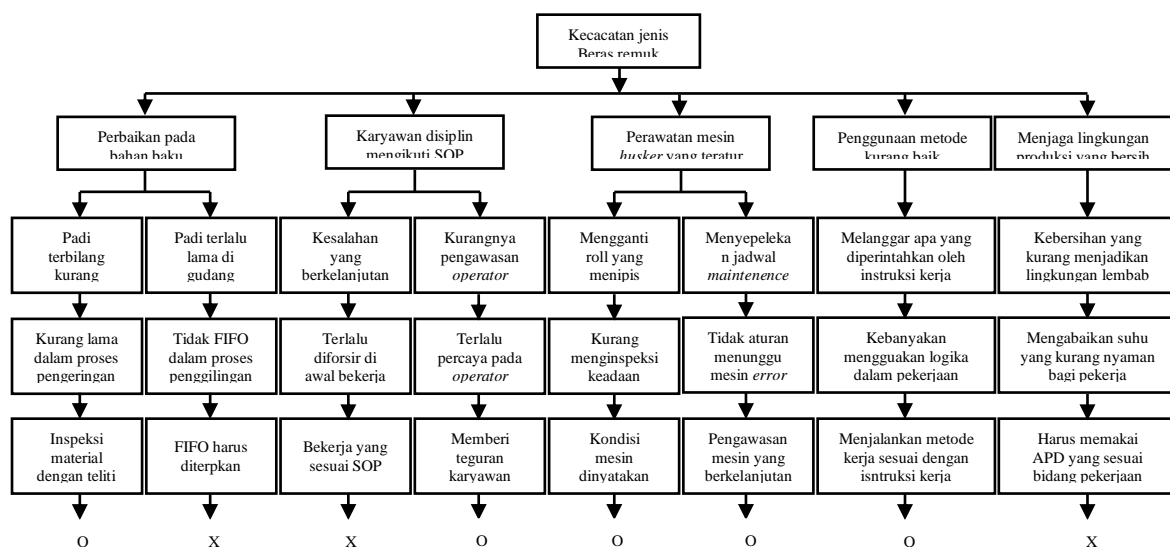 Kecacatan jenis
Beras remuk
Perbaikan pada
bahan baku
Karyawan disiplin
mengikuti SOP
Perawatan mesin
husker yang teratur
Penggunaan metode
kurang baik
Menjaga lingkungan
produksi yang bersih
Padi
terbilang
kurang
Padi terlalu
lama di
gudang
Kesalahan
yang
berkelanjutan
Kurangnya
pengawasan
operator
Mengganti
roll yang
menipis
Menyepeleka
n jadwal
maintenence
Melanggar apa yang
diperintahkan oleh
instruksi kerja
Kebersihan yang
kurang menjadikan
lingkungan lembab
Kurang lama
dalam proses
pengeringan
Tidak FIFO
dalam proses
penggilingan
Terlalu
diforsir di
awal bekerja
Terlalu
percaya pada
operator
Kurang
menginspeksi
keadaan
Tidak aturan
menunggu
mesin error
Kebanyakan
mengguakan logika
dalam pekerjaan
Mengabaikan suhu
yang kurang nyaman
bagi pekerja
Inspeksi
material
dengan teliti
FIFO harus
diterpkan
Bekerja yang
sesuai SOP
Memberi
teguran
karyawan
Kondisi
mesin
dinyatakan
Pengawasan
mesin yang
berkelanjutan
Menjalankan metode
kerja sesuai dengan
isntruksi kerja
Harus memakai
APD yang sesuai
bidang pekerjaan
O
X
X
O
O
O
O
X